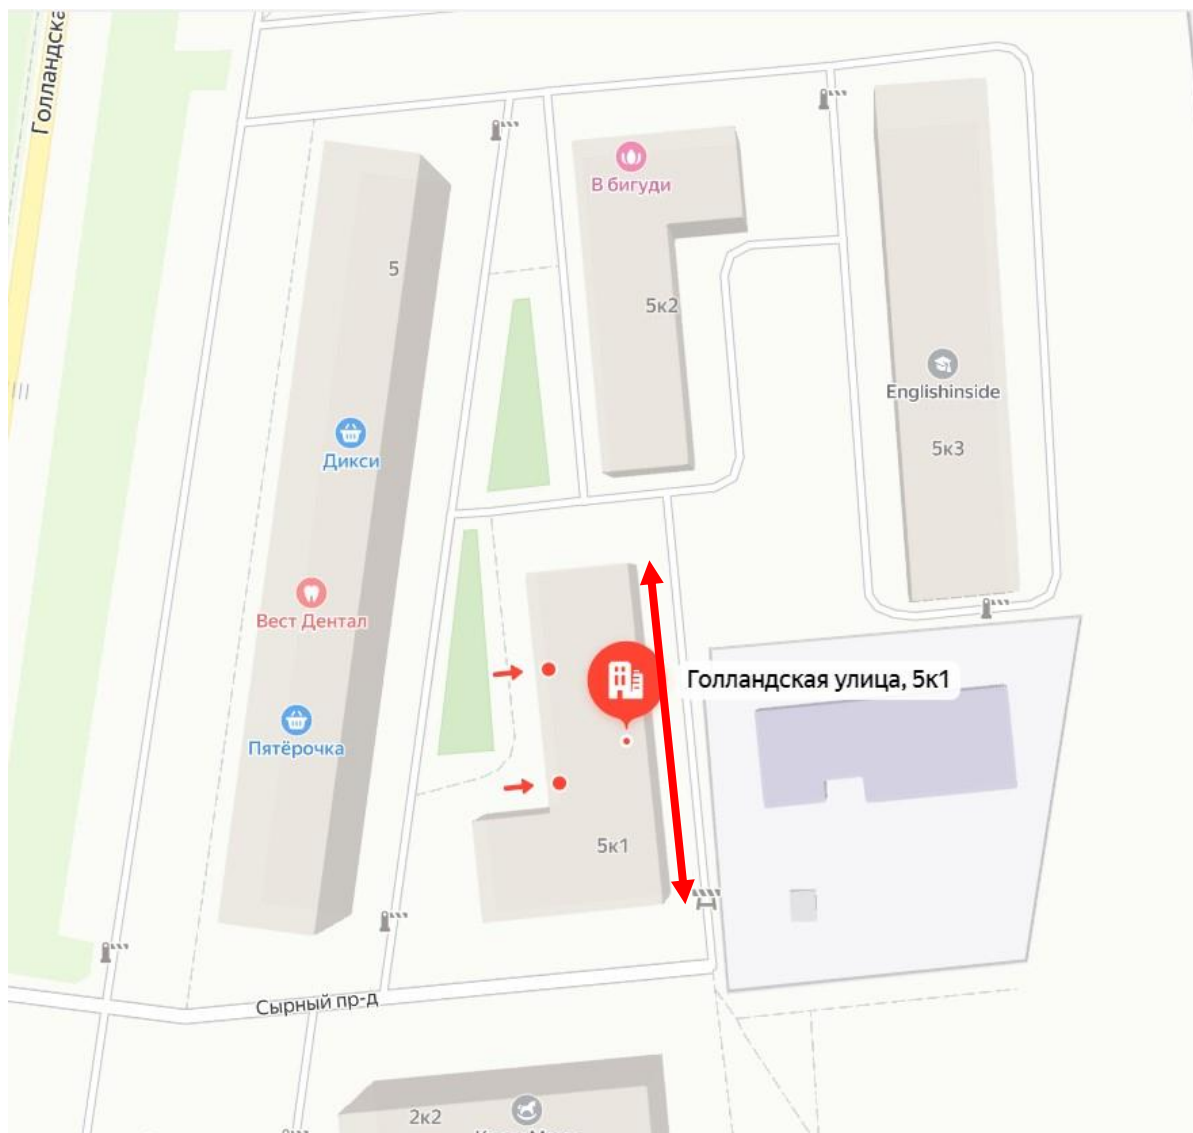 Голландска
В бигуди
5
5к2
Englishinside
5к3
Дикси
Вест Дентал
Голландская улица, 5к1
Пятёрочка
5к1
Сырный пр-д
2к2